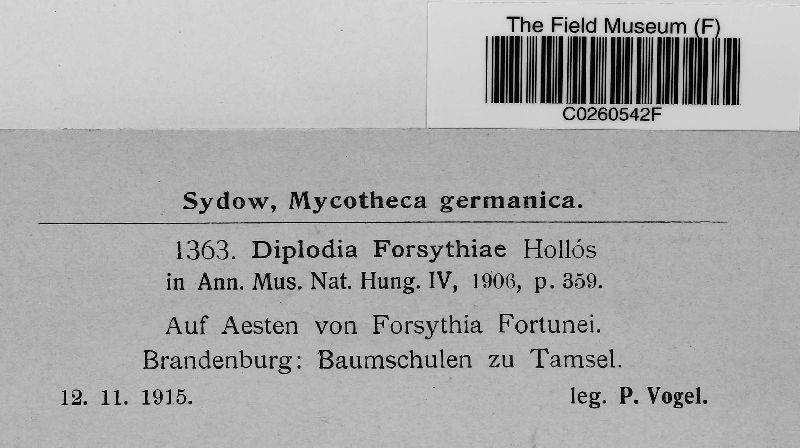 The Field Museum (F)
C0260542F
Sydow, Mycotheca germanica.
1363. Diplodia Forsythiae Hollós
in Ann. Mus. Nat. Hung. IV, 1906, p. 359.
Auf Aesten von Forsythia Fortunei.
Brandenburg: Baumschulen zu Tamsel.
12. 11. 1915. leg. P. Vogel.